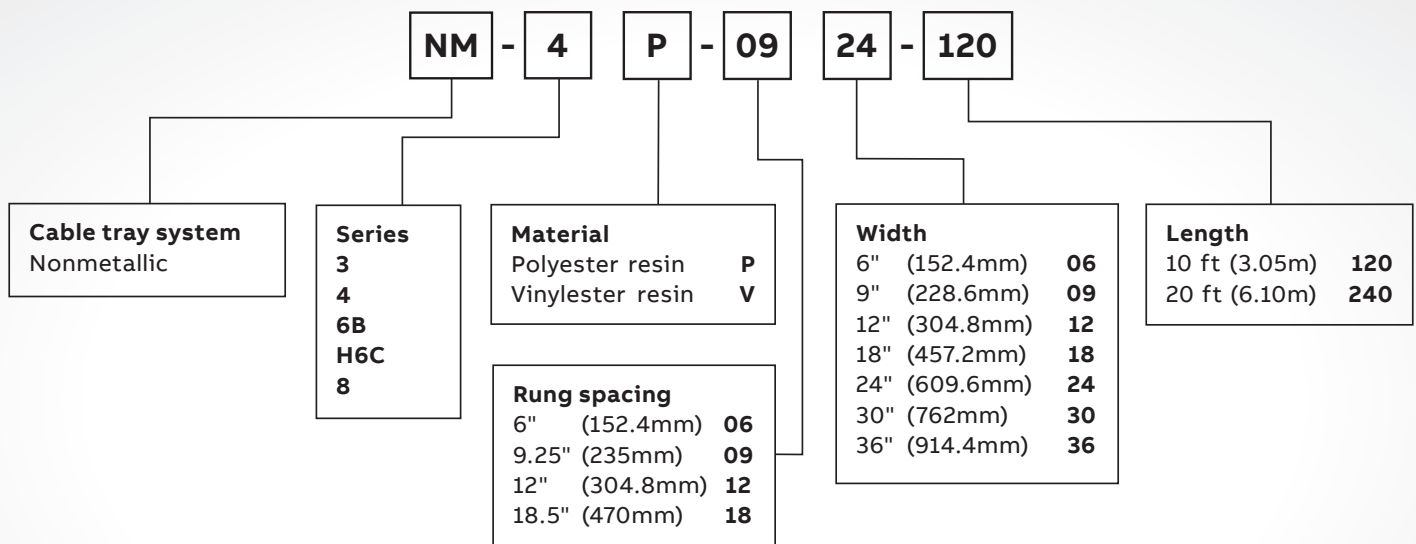 NM - 4 P - 09 24 - 120
Cable tray system
Nonmetallic
Series
3
4
6B
H6C
8
Material
Polyester resin P
Vinylester resin V
Rung spacing
6" (152.4mm) 06
9.25" (235mm) 09
12" (304.8mm) 12
18.5" (470mm) 18
Width
6" (152.4mm) 06
9" (228.6mm) 09
12" (304.8mm) 12
18" (457.2mm) 18
24" (609.6mm) 24
30" (762mm) 30
36" (914.4mm) 36
Length
10 ft (3.05m) 120
20 ft (6.10m) 240